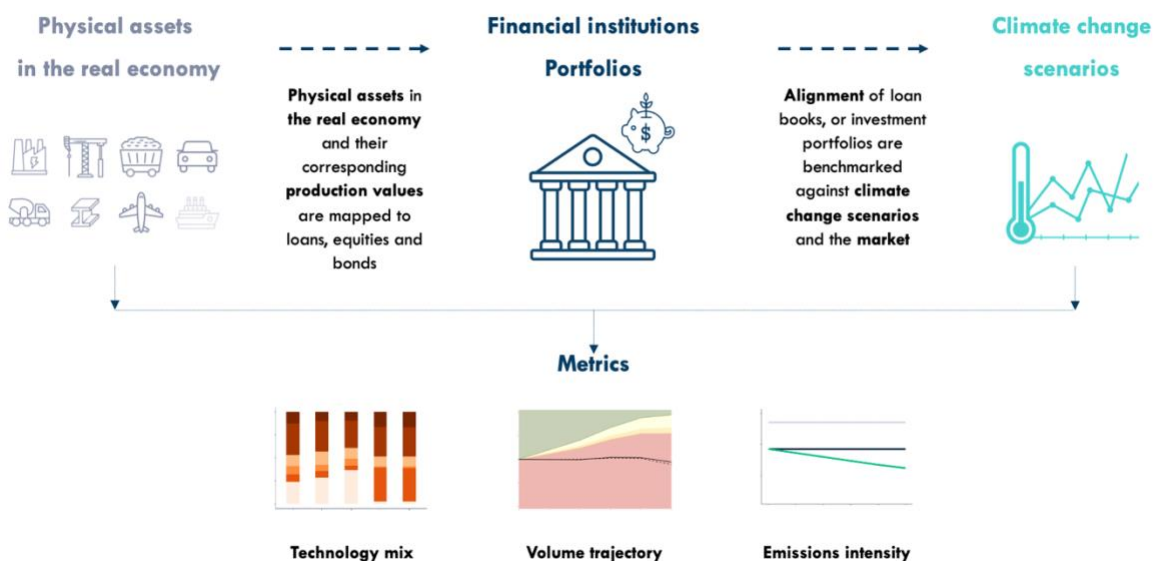 Physical assets
in the real economy
Physical assets in
the real economy
and their
corresponding
production values
are mapped to
loans, equities and
bonds
Financial institutions
Portfolios
$
Alignment of loan
books, or investment
portfolios are
benchmarked
against climate
change scenarios
and the market
Climate change
scenarios
Metrics
Technology mix
Volume trajectory
Emissions intensity